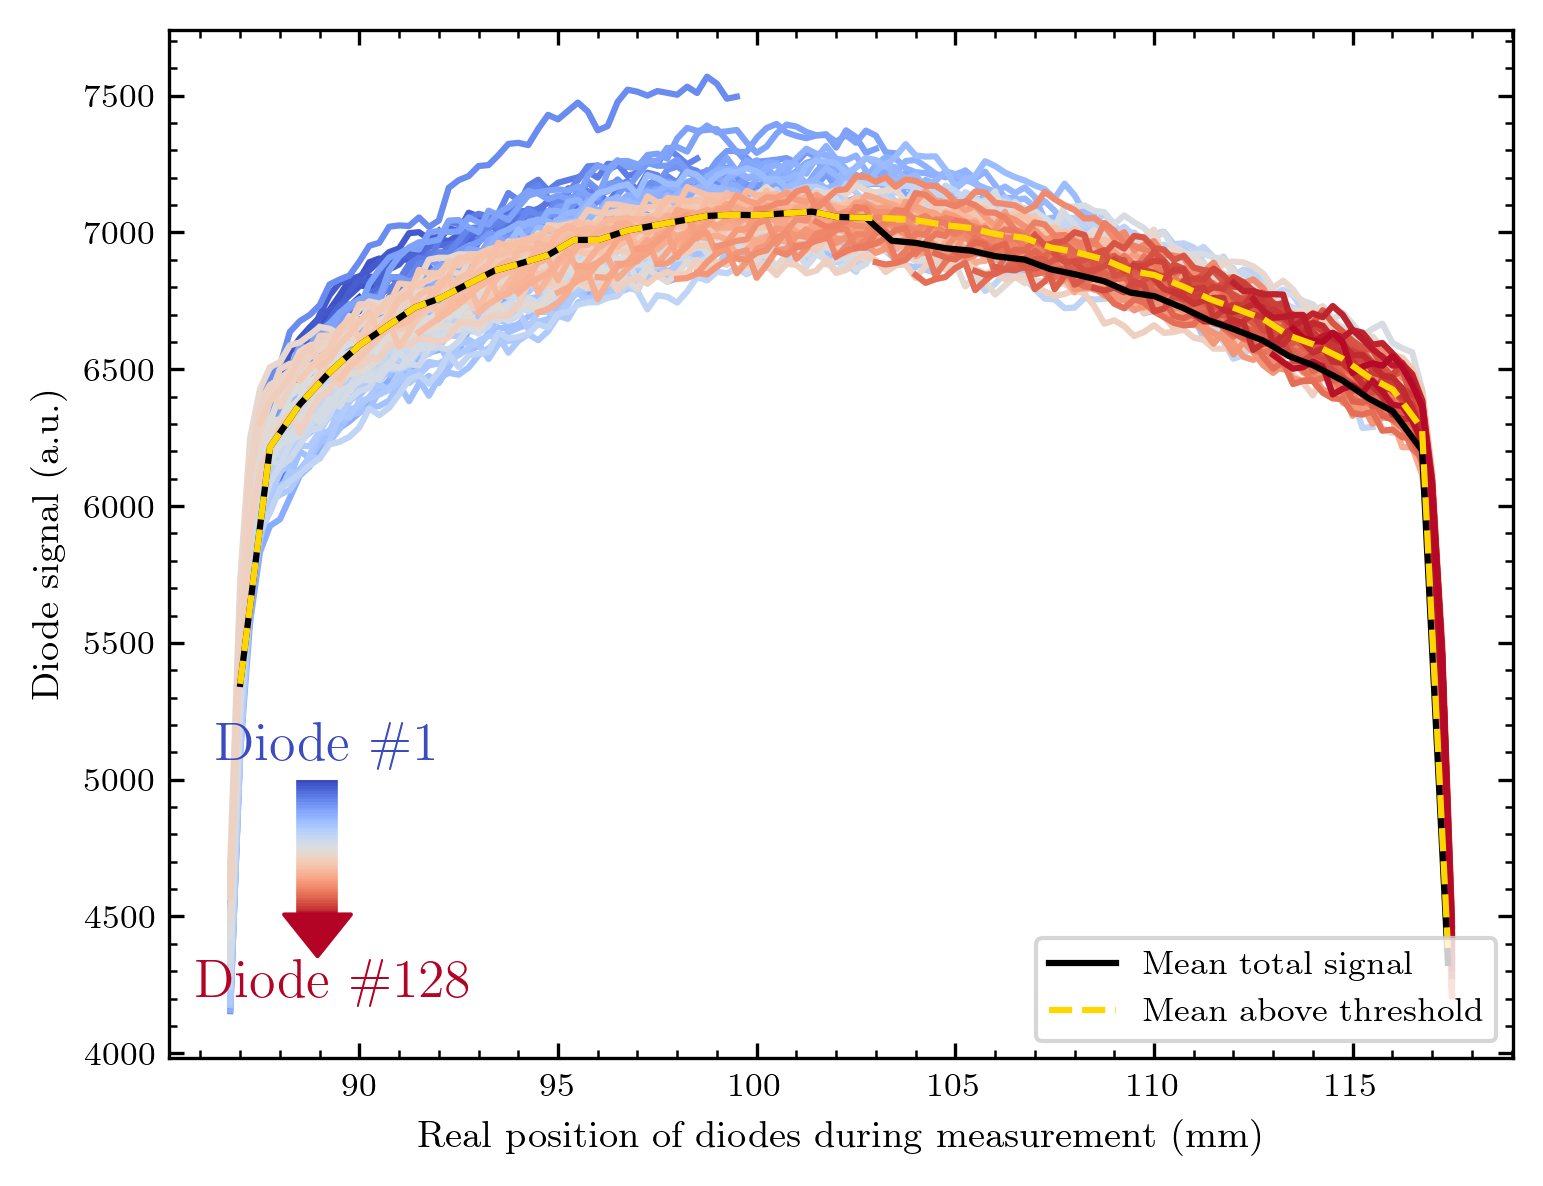 7500
7000
6500
6000
5500
5000
4500
4000
Diode signal (a.u.)
Diode #1
Diode #128
Mean total signal
Mean above threshold
90 95 100 105 110 115
Real position of diodes during measurement (mm)